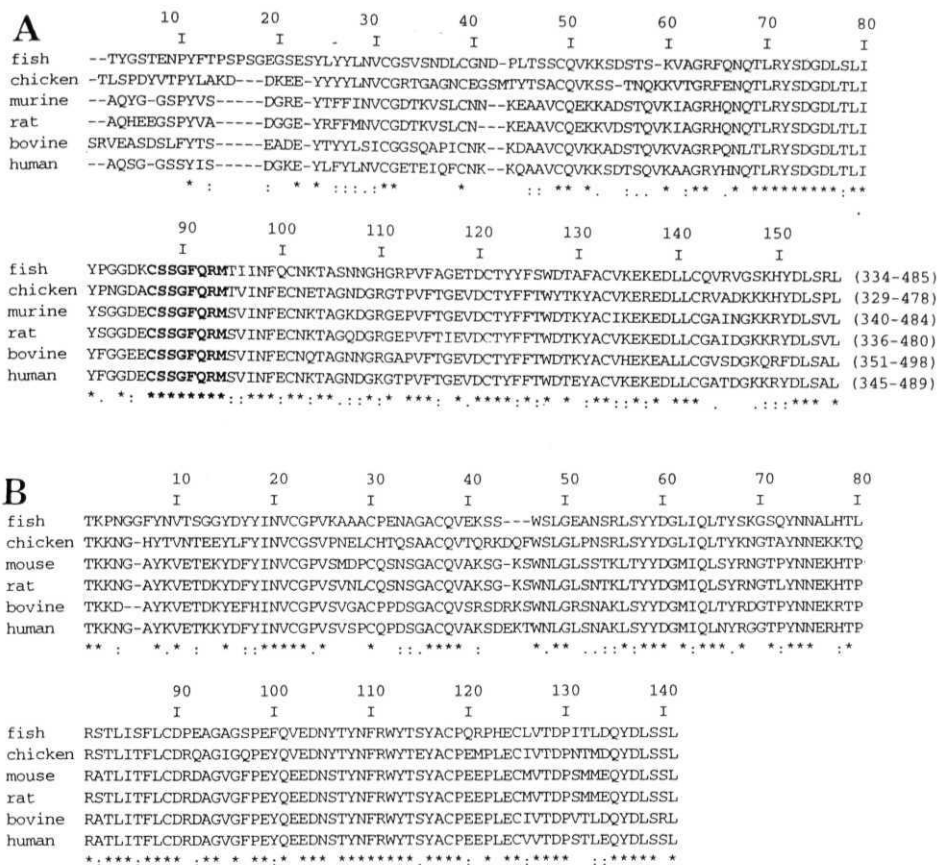 A
10 20 30 40 50 60 70 80
I I I I I I I I
fish --TYGSTENPYFTPSPSGEGSESYLYYLNVCGSVSNDLCGND-PLTSSCQVKKSDSTS-KVAGRFQNQTLRYSDGDLSLI
chicken -TLSPDYVTPYLAKD---DKEE-YYYYLNVCGRTGAGNCEGSMTYTSACQVKSS-TNQKKVTGRFENQTLRYSDGDLTLI
murine --AQYG-GSPYVS-----DGRE-YTFFINVCGDTKVSLCNN--KEAAVCQEKKADSTQVKIAGRHQNQTLRYSDGDLTLI
rat --AQHEEGSPYVA-----DGGE-YRFFMNVCGDTKVSLCN---KEAAVCQEKKVDSTQVKIAGRHQNQTLRYSDGDLTLI
bovine SRVEASDSLFYTS-----EADE-YTYYLSICGGSQAPICNK--KDAAVCQVKKADSTQVKVAGRPQNLTLRYSDGDLTLI
human --AQSG-GSSYIS-----DGKE-YLFYLNVCGETEIQFCNK--KQAAVCQVKKSDTSQVKAAGRYHNQTLRYSDGDLTLI
90 100 110 120 130 140 150
I I I I I I I
fish YPGGDKCSSGFQRMTIINFQCNKTASNNGHGRPVFAGETDCTYYFSWDTAFACVKEKEDLLCQVRVGSKHYDLSRL (334-485)
chicken YPNGDACSSGFQRMTVINFECNETAGNDGRGTPVFTGEVDCTYFFTWYTKYACVKEKEDLLCRVADKKKHYDLSPL (329-478)
murine YSGGDECSSGFQRMSVINFECNKTAGKDGRGEPVFTGEVDCTYFFTWDTKYACIKEKEDLLCGAINGKKRYDLSVL (340-484)
rat YSGGDECSSGFQRMSVINFECNKTAGQDGRGEPVFTIEVDCTYFFTWDTKYACVKEKEDLLCGAIDGKKRYDLSVL (336-480)
bovine YFGGEECSSGFQRMSVINFECNQTAGNNGRGAPVFTGEVDCTYFFTWDTKYACVHEKEALLCGVSDGKQRFDLSAL (351-498)
human YFGGDECSSGFQRMSVINFECNKTAGNDGKGTPVFTGEVDCTYFFTWDTEYACVKEKEDLLCGATDGKKRYDLSAL (345-489)
B
10 20 30 40 50 60 70 80
I I I I I I I I
fish TKPNGGFYNVTSGGYDYYINVCGPVKAAACPENAGACQVEKSS---WSLGEANSRLSYYDGLIQLTYSKGSQYNNALHTL
chicken TKKNG-HYTVNTEEYLFYINVCGSVPNELCHTQSAACQVTQRKDQFWSLGLPNSRLSYYDGLIQLTYKNGTAYNNEKKTQ
mouse TKKNG-AYKVETEKYDFYINVCGPVSMDPCQSNSGACQVAKSG-KSWNLGLSSTKLTYYDGMIQLSYRNGTPYNNEKHTP
rat TKKNG-AYKVETDKYDFYINVCGPVSVNLCQSNSGACQVAKSG-KSWNLGLSNTKLTYYDGMIQLSYRNGTLYNNEKHTP
bovine TKKD--AYKVETDKYEFHINVCGPVSVGACPPDSGACQVSRSDRKSWNLGRSNAKLSYYDGMIQLTYRDGTPYNNEKRTP
human TKKNG-AYKVETKKYDFYINVCGPVSVSPCQPDSGACQVAKSDEKTWNLGLSNAKLSYYDGMIQLNYRGGTPYNNERHTP
90 100 110 120 130 140
I I I I I I
fish RSTLISFLCDPEAGAGSPEFQVEDNYTYNFRWYTSYACPQRPHECLVTDPITLDQYDLSSL
chicken RSTLITFLCDRQAGIGQPEYQVEDNYTYNFRWYTEYACPEMPLECIVTDPNTMDQYDLSSL
mouse RATLITFLCDRDAGVGFPEYQEEDNSTYNFRWYTSYACPEEPLECMVTDPSMMEQYDLSSL
rat RSTLITFLCDRDAGVGFPEYQEEDNSTYNFRWYTSYACPEEPLECMVTDPSMMEQYDLSSL
bovine RATLITFLCDRDAGVGFPEYQEEDNSTYNFRWYTSYACPEEPLECIVTDPVTLDQYDLSRL
human RATLITFLCDRDAGVGFPEYQEEDNSTYNFRWYTSYACPEEPLECVVTDPSTLEQYDLSSL